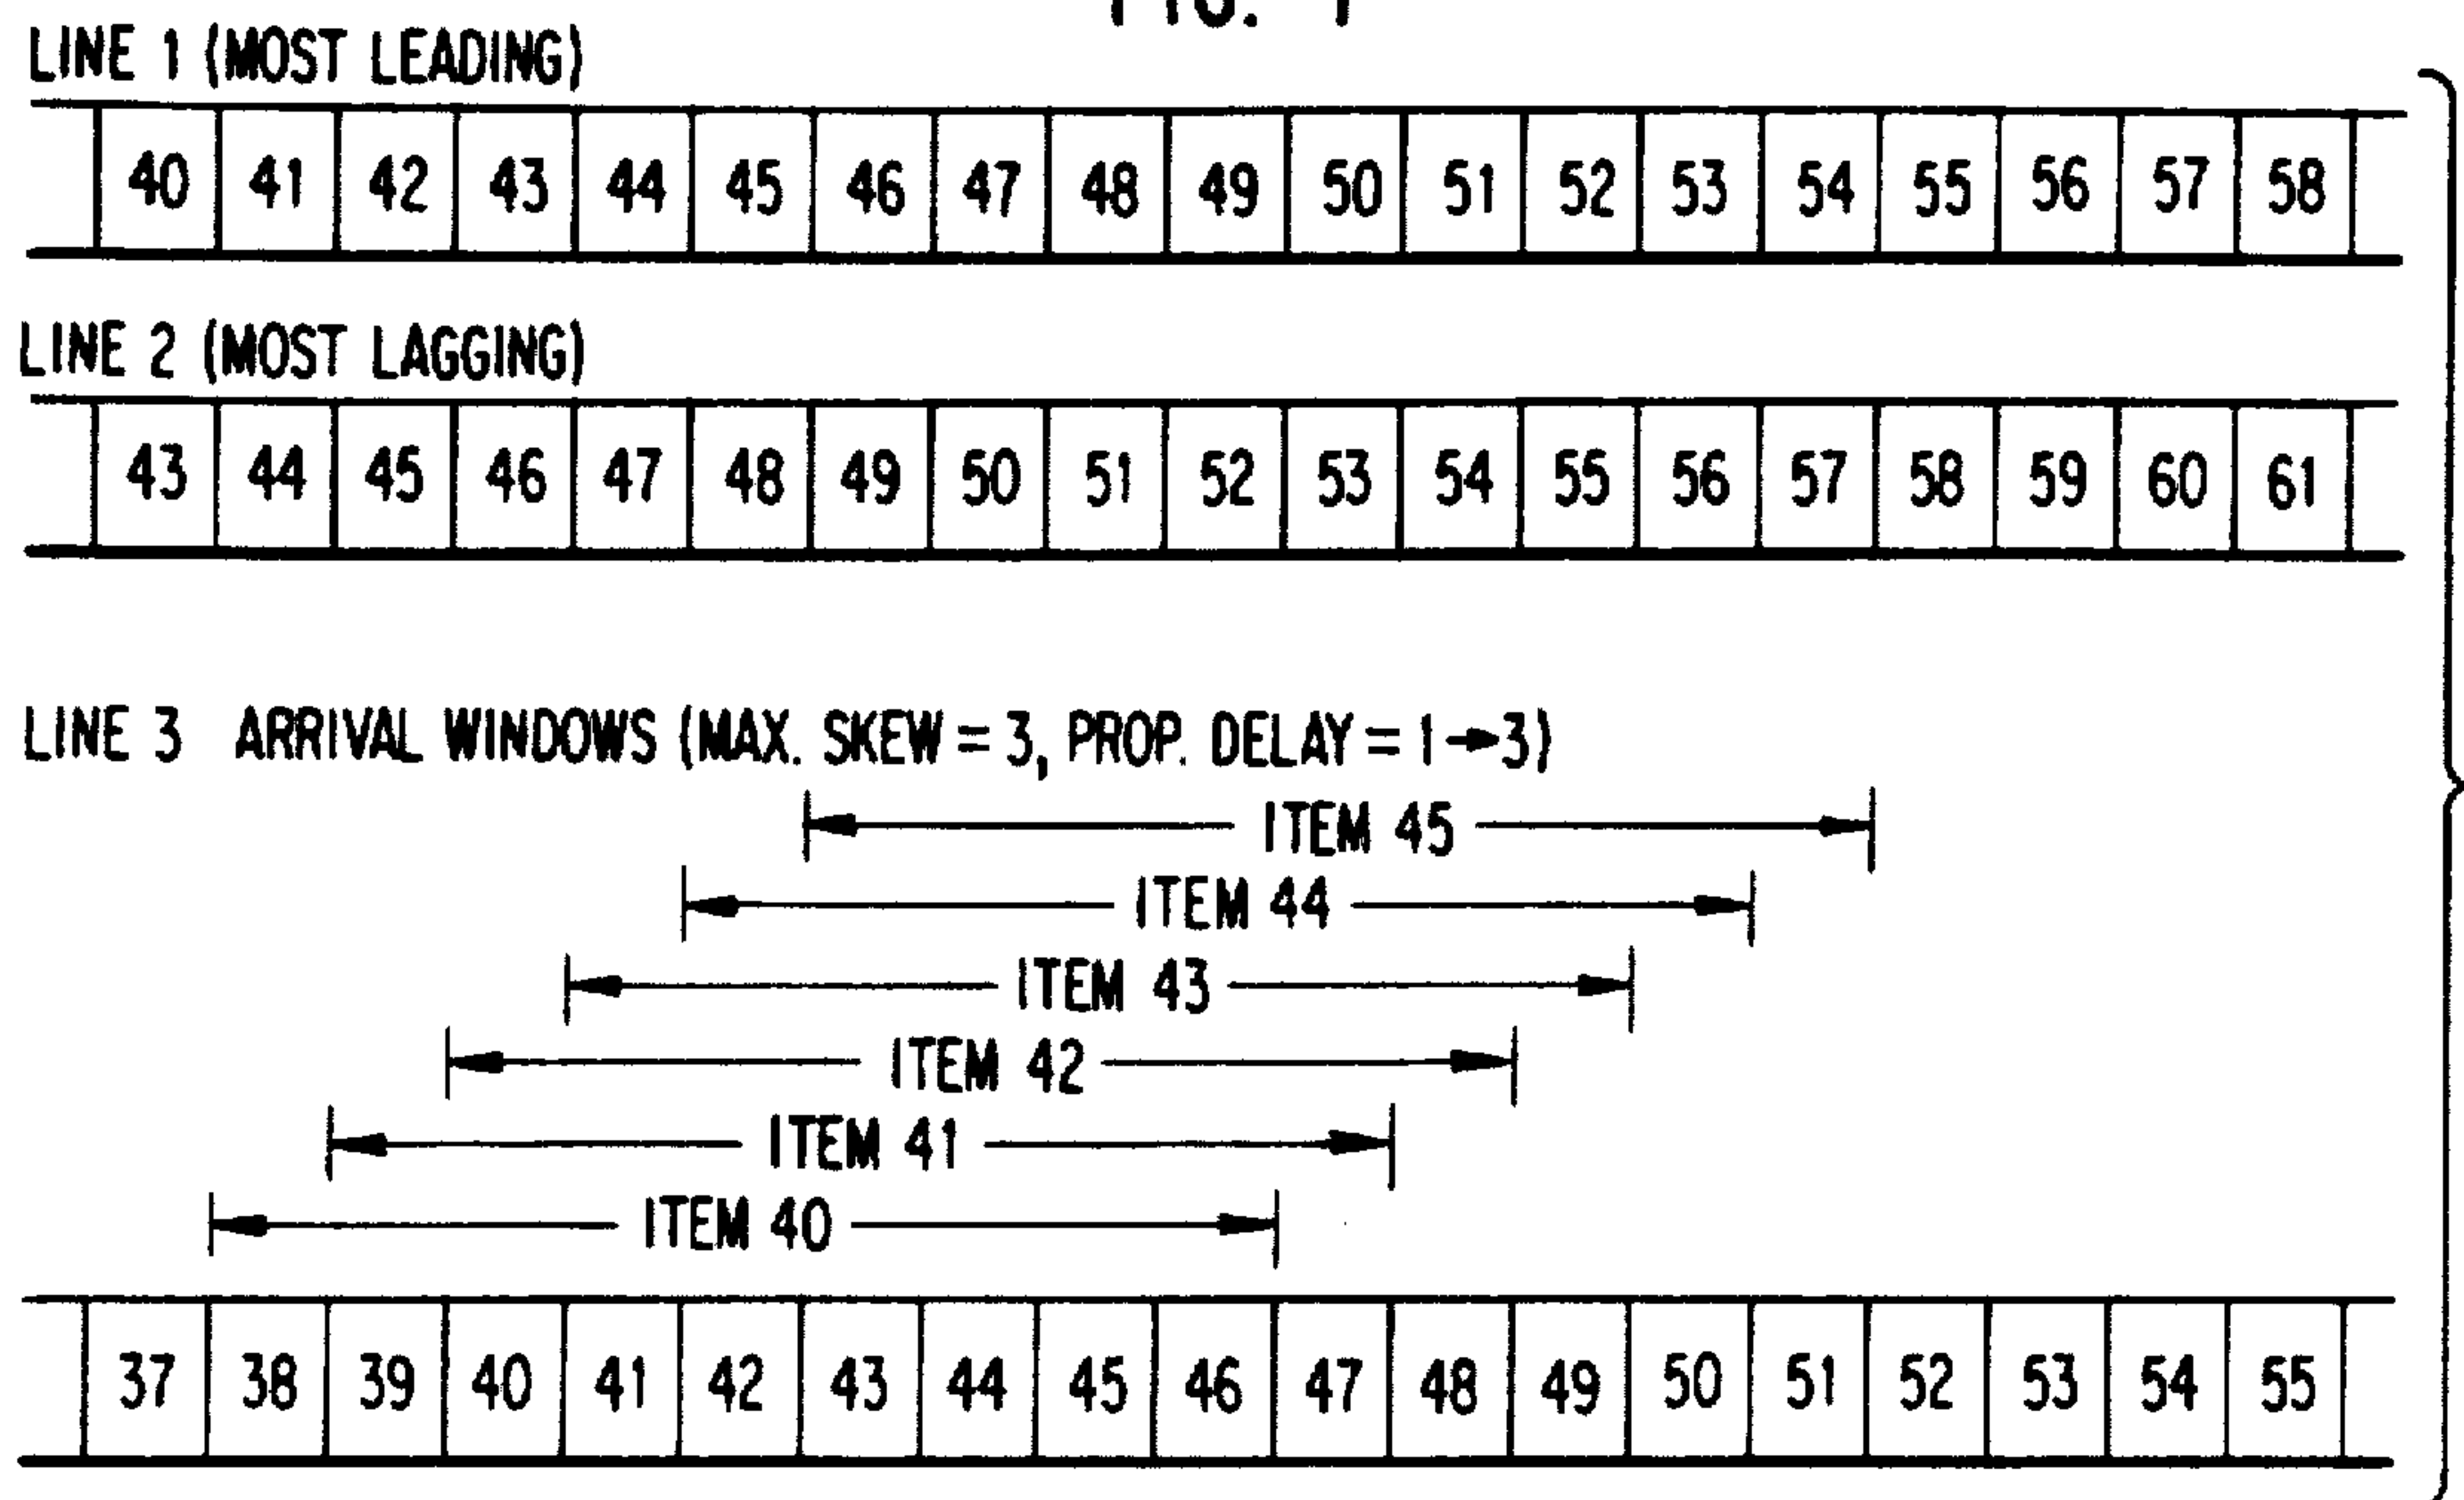 LINE 1 (MOST LEADING)
40 41 42 43 44 45 46 47 48 49 50 51 52 53 54 55 56 57 58
LINE 2 (MOST LAGGING)
43 44 45 46 47 48 49 50 51 52 53 54 55 56 57 58 59 60 61
LINE 3 ARRIVAL WINDOWS (MAX. SKEW = 3, PROP. DELAY = 1→3)
ITEM 45
ITEM 44
ITEM 43
ITEM 42
ITEM 41
ITEM 40
37 38 39 40 41 42 43 44 45 46 47 48 49 50 51 52 53 54 55